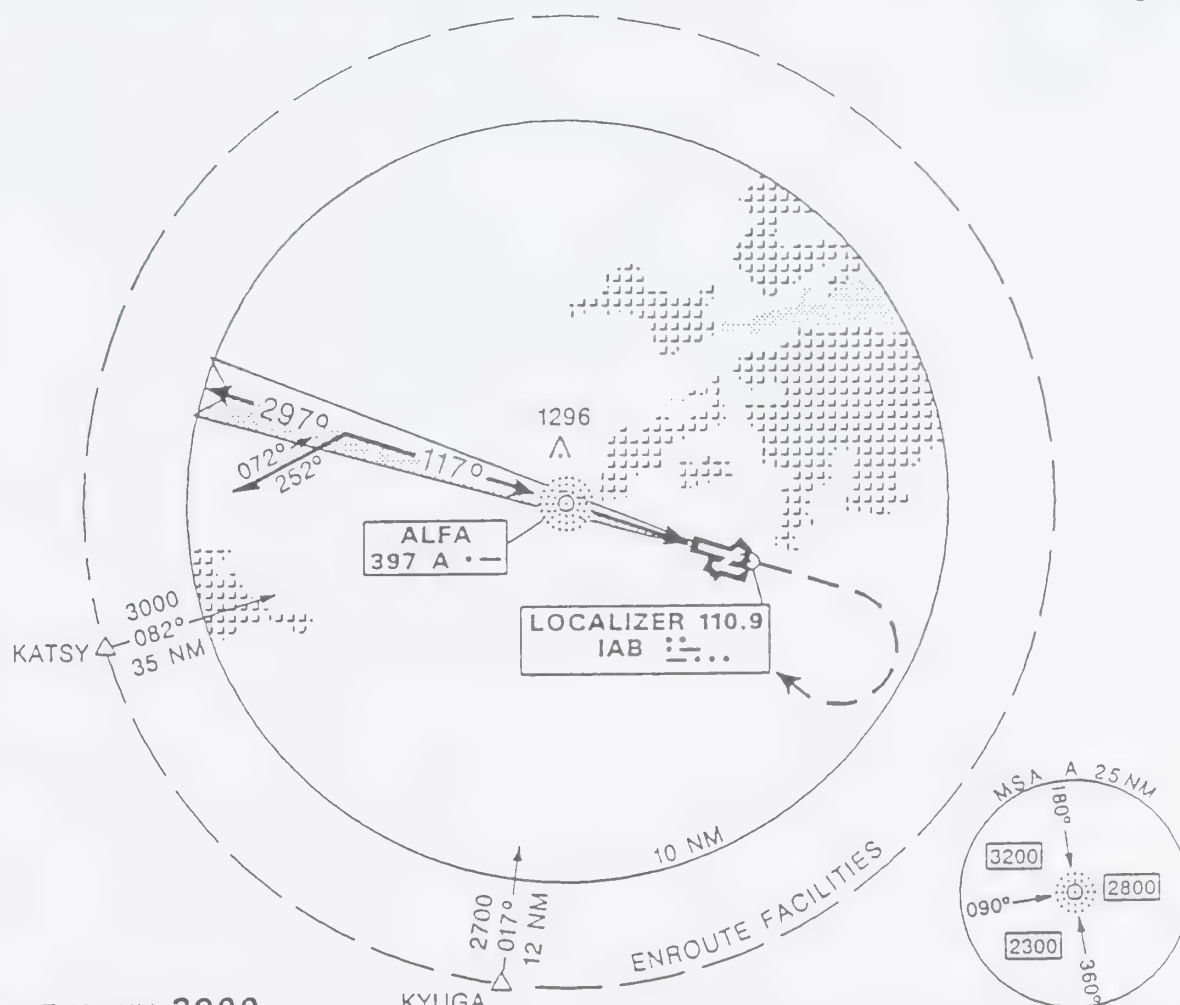 297°
072°
252°
117°
1296
ALFA
397 A
LOCALIZER 110.9
IAB
KATSY
3000
082°
35 NM
10 NM
ENROUTE FACILITIES
KYUGA
2700
017°
12 NM
MSA A 25 NM
180°
3200
2800
090°
2300
360°